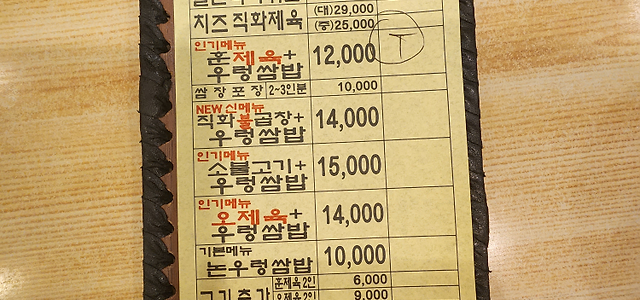 (대)29,000
치즈직화제육 (중)25,000
인기메뉴
훈제육+ 12,000 T
우렁쌈밥
쌈장포장 2~3인분 10,000
NEW 신메뉴
직화불곱창+ 14,000
우렁쌈밥
인기메뉴
소불고기+ 15,000
우렁쌈밥
인기메뉴
오제육+ 14,000
우렁쌈밥
기본메뉴
논우렁쌈밥 10,000
고기추가 훈제육2인 6,000
오제육2인 9,000